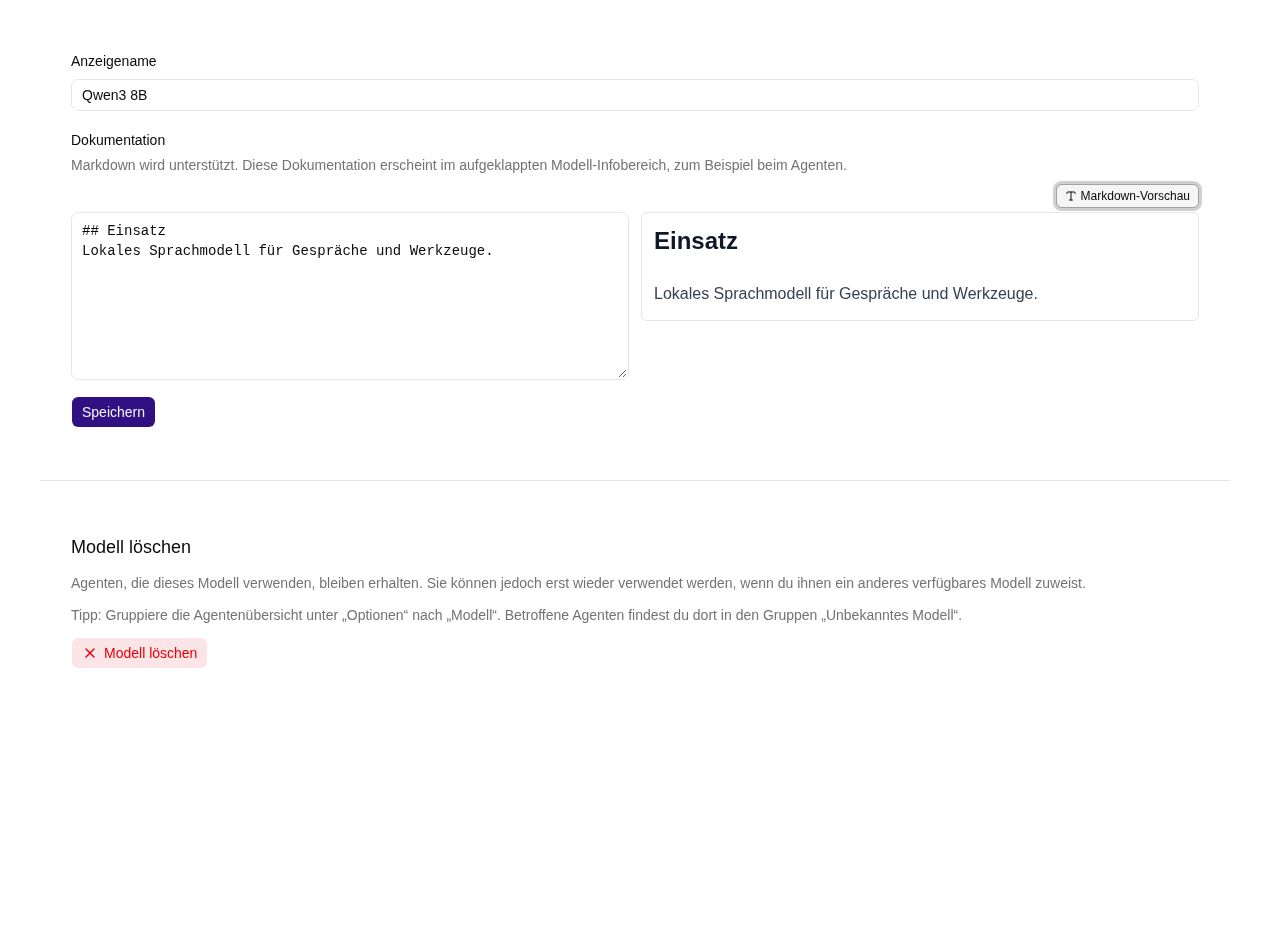 Anzeigename
Qwen3 8B
Dokumentation
Markdown wird unterstützt. Diese Dokumentation erscheint im aufgeklappten Modell-Infobereich, zum Beispiel beim Agenten.
Markdown-Vorschau
## Einsatz
Lokales Sprachmodell für Gespräche und Werkzeuge.
Einsatz
Lokales Sprachmodell für Gespräche und Werkzeuge.
Speichern
Modell löschen
Agenten, die dieses Modell verwenden, bleiben erhalten. Sie können jedoch erst wieder verwendet werden, wenn du ihnen ein anderes verfügbares Modell zuweist.
Tipp: Gruppiere die Agentenübersicht unter „Optionen“ nach „Modell“. Betroffene Agenten findest du dort in den Gruppen „Unbekanntes Modell“.
Modell löschen